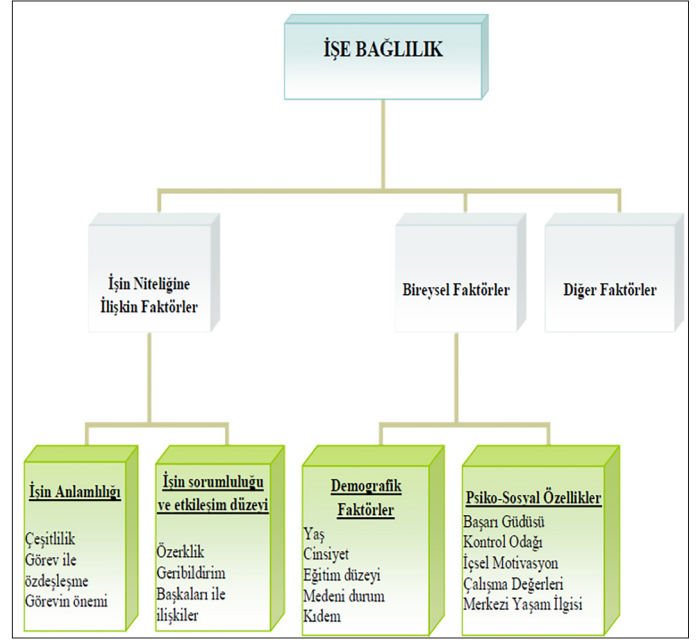 İŞE BAĞLILIK
İşin Niteliğine
İlişkin Faktörler
Bireysel Faktörler
Diğer Faktörler
İşin Anlamlılığı
Çeşitlilik
Görev ile
özdeşleşme
Görevin önemi
İşin sorumluluğu
ve etkileşim düzeyi
Özerklik
Geribildirim
Başkaları ile
ilişkiler
Demografik
Faktörler
Yaş
Cinsiyet
Eğitim düzeyi
Medeni durum
Kıdem
Psiko-Sosyal Özellikler
Başarı Güdüsü
Kontrol Odağı
İçsel Motivasyon
Çalışma Değerleri
Merkezi Yaşam İlgisi